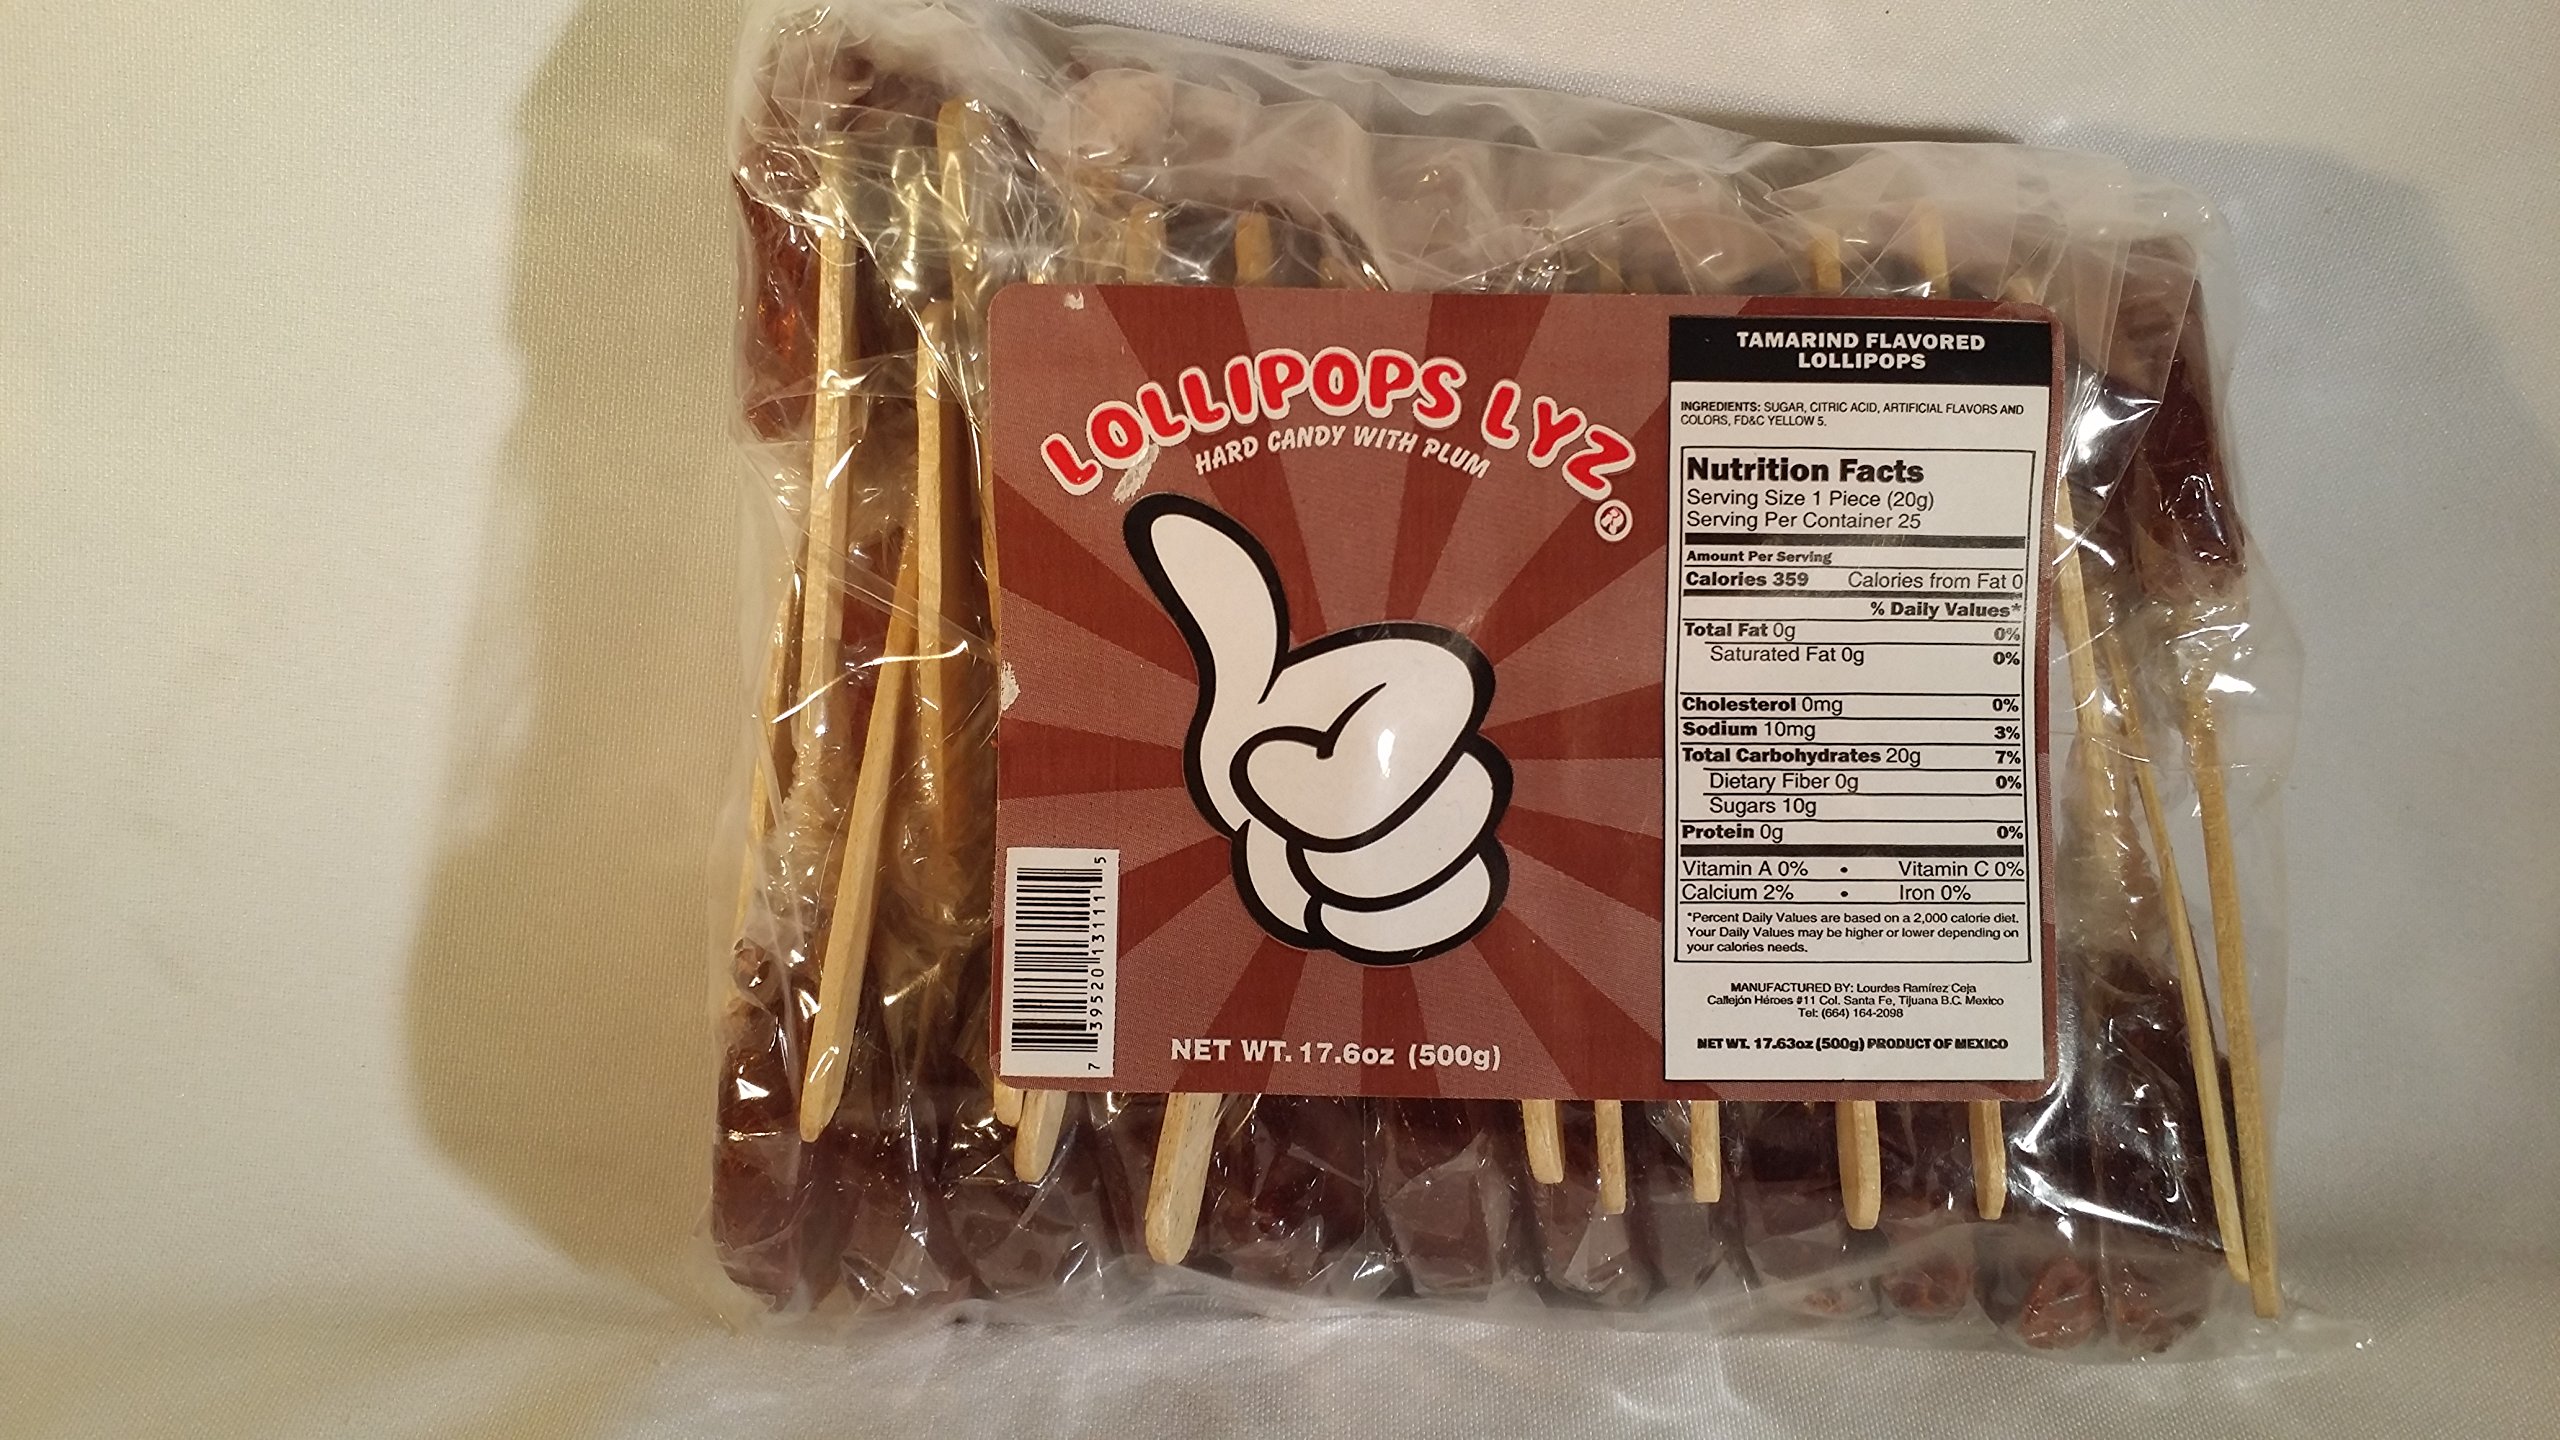 LOLLIPOPS LYZ®
HARD CANDY WITH PLUM
7 39520 13111 5
NET WT. 17.6oz (500g)
TAMARIND FLAVORED
LOLLIPOPS
INGREDIENTS: SUGAR, CITRIC ACID, ARTIFICIAL FLAVORS AND
COLORS, FD&C YELLOW 5.
Nutrition Facts
Serving Size 1 Piece (20g)
Serving Per Container 25
Amount Per Serving
Calories 359 Calories from Fat 0
% Daily Values*
Total Fat 0g 0%
Saturated Fat 0g 0%
Cholesterol 0mg 0%
Sodium 10mg 3%
Total Carbohydrates 20g 7%
Dietary Fiber 0g 0%
Sugars 10g
Protein 0g 0%
Vitamin A 0% • Vitamin C 0%
Calcium 2% • Iron 0%
*Percent Daily Values are based on a 2,000 calorie diet.
Your Daily Values may be higher or lower depending on
your calories needs.
MANUFACTURED BY: Lourdes Ramírez Ceja
Callejón Héroes #11 Col. Santa Fe, Tijuana B.C. Mexico
Tel: (664) 164-2098
NET WT. 17.63oz (500g) PRODUCT OF MEXICO